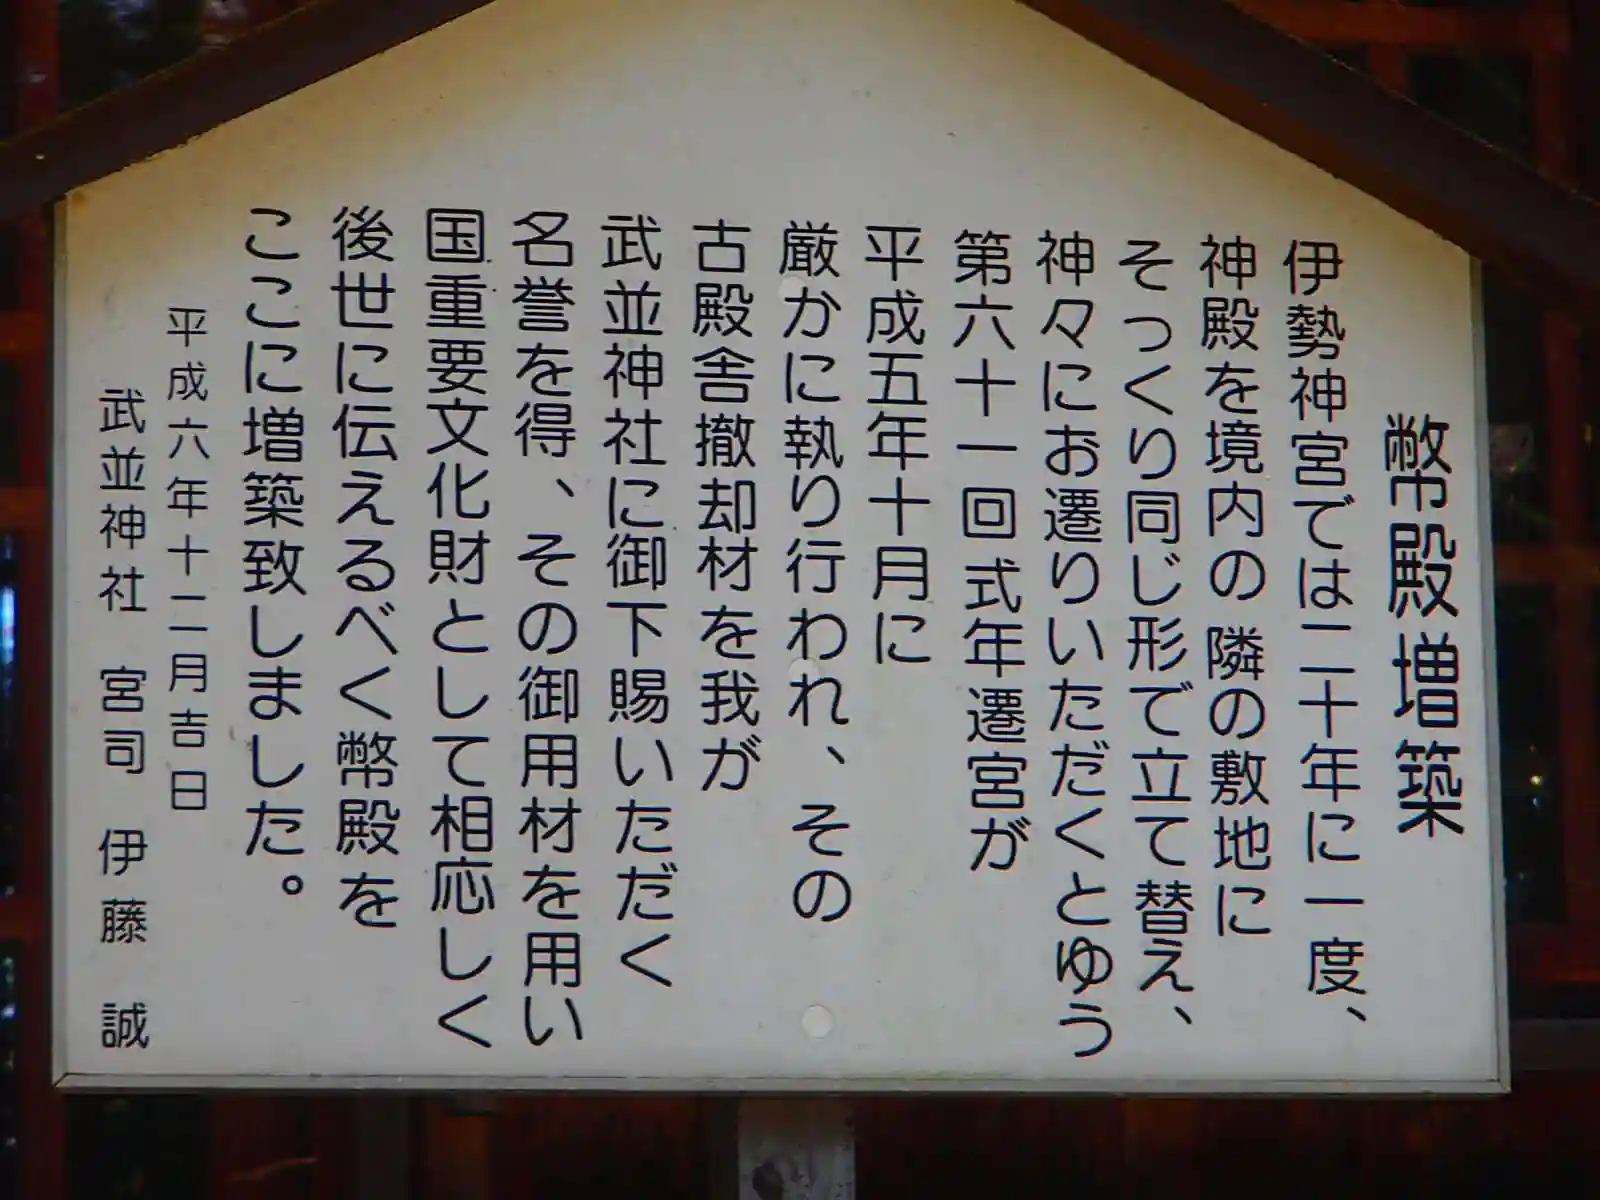 幣殿増築
伊勢神宮では二十年に一度、
神殿を境内の隣の敷地に
そっくり同じ形で立て替え、
神々にお遷りいただくとゆう
第六十一回式年遷宮が
平成五年十月に
厳かに執り行われ、その
古殿舎撤却材を我が
武並神社に御下賜いただく
名誉を得、その御用材を用い
国重要文化財として相応しく
後世に伝えるべく幣殿を
ここに増築致しました。
平成六年十二月吉日
武並神社 宮司 伊藤 誠